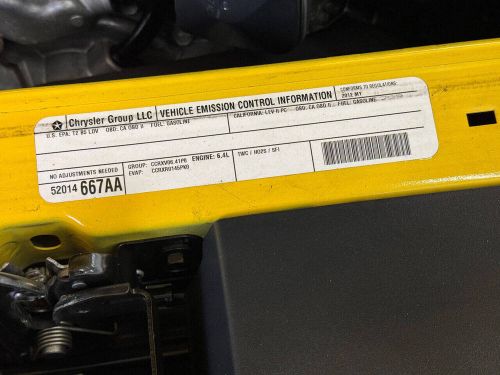 Chrysler Group LLC VEHICLE EMISSION CONTROL INFORMATION CONFORMS TO REGULATIONS:
2012 MY
U.S. EPA: T2 B5 LDV OBD: CA OBD II FUEL: GASOLINE CALIFORNIA: LEV II PC OBD: CA OBD II FUEL: GASOLINE
NO ADJUSTMENTS NEEDED GROUP: ENGINE: 6.4L TWC / HO2S / SFI
52014 667AA EVAP: